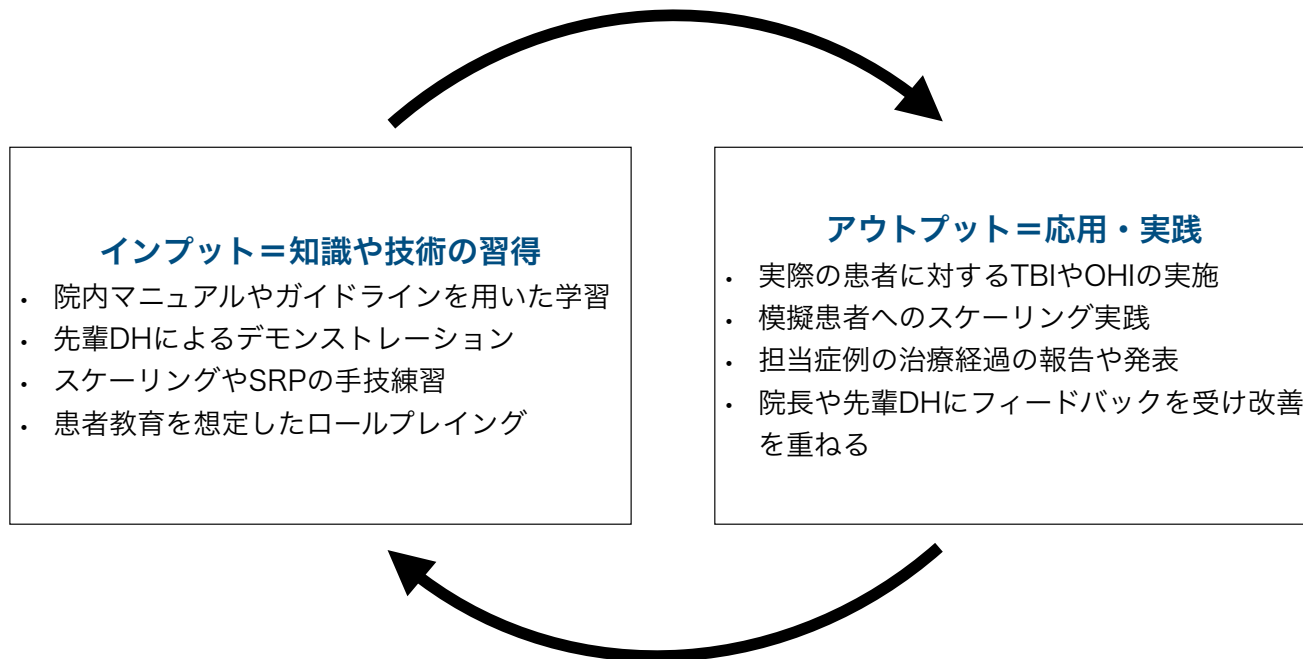 インプット＝知識や技術の習得
・ 院内マニュアルやガイドラインを用いた学習
・ 先輩DHによるデモンストレーション
・ スケーリングやSRPの手技練習
・ 患者教育を想定したロールプレイング
アウトプット＝応用・実践
・ 実際の患者に対するTBIやOHIの実施
・ 模擬患者へのスケーリング実践
・ 担当症例の治療経過の報告や発表
・ 院長や先輩DHにフィードバックを受け改善
を重ねる